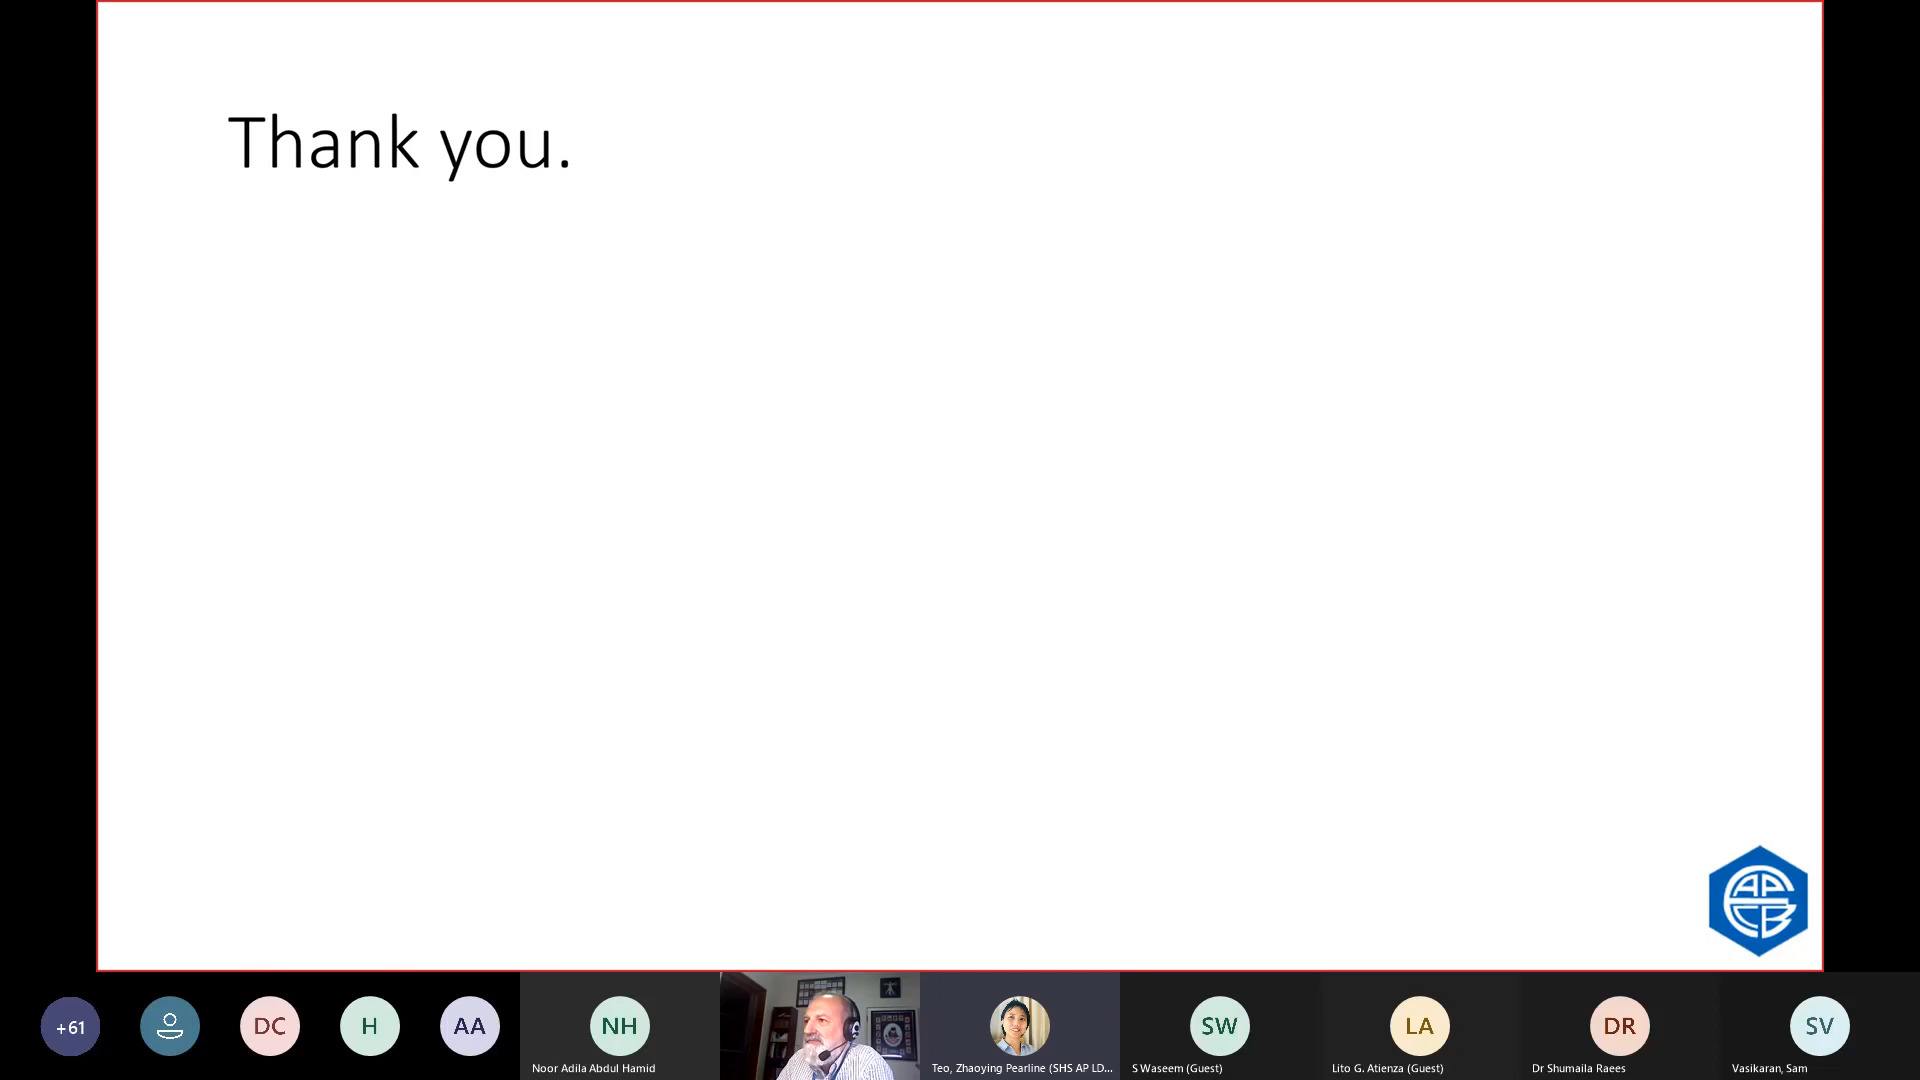 Thank you.
APCB
+61
DC
H
AA
NH
SW
LA
DR
SV
Noor Adila Abdul Hamid
Teo, Zhaoying Pearline (SHS AP LD...
S Waseem (Guest)
Lito G. Atienza (Guest)
Dr Shumaila Raees
Vasikaran, Sam